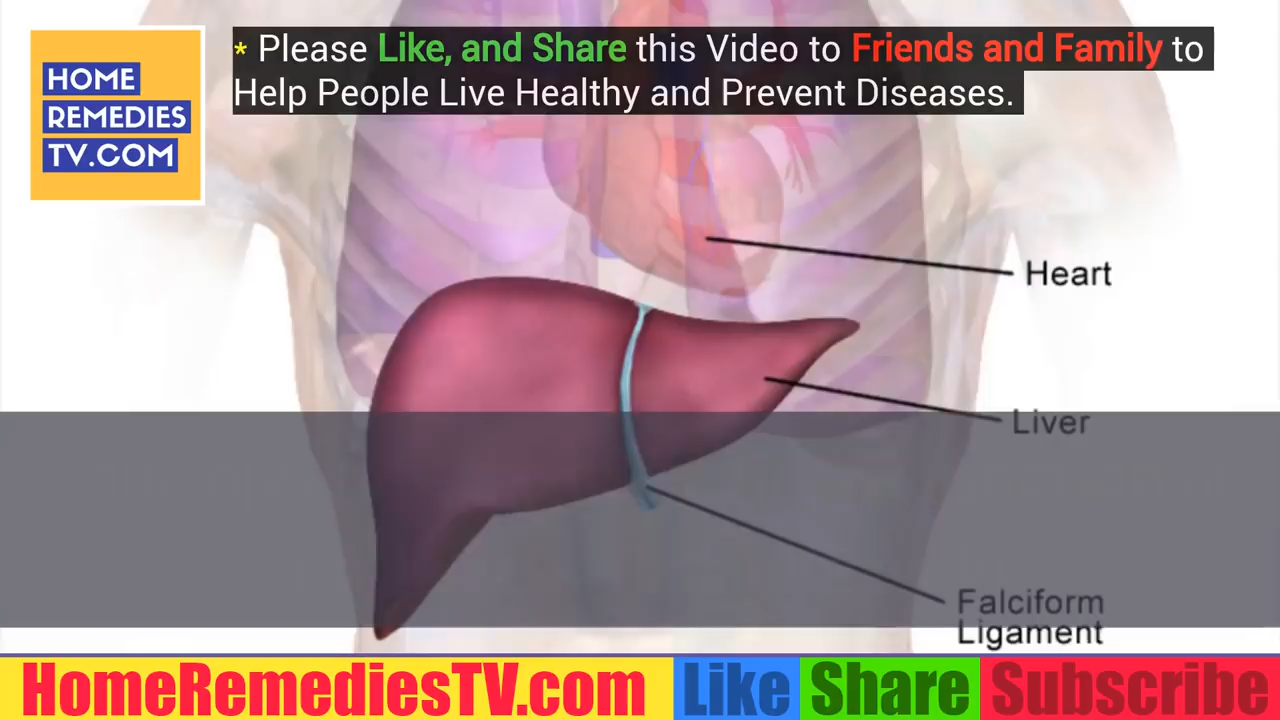 HOME
REMEDIES
TV.COM
* Please Like, and Share this Video to Friends and Family to
Help People Live Healthy and Prevent Diseases.
Heart
Liver
Falciform
Ligament
HomeRemediesTV.com Like Share Subscribe